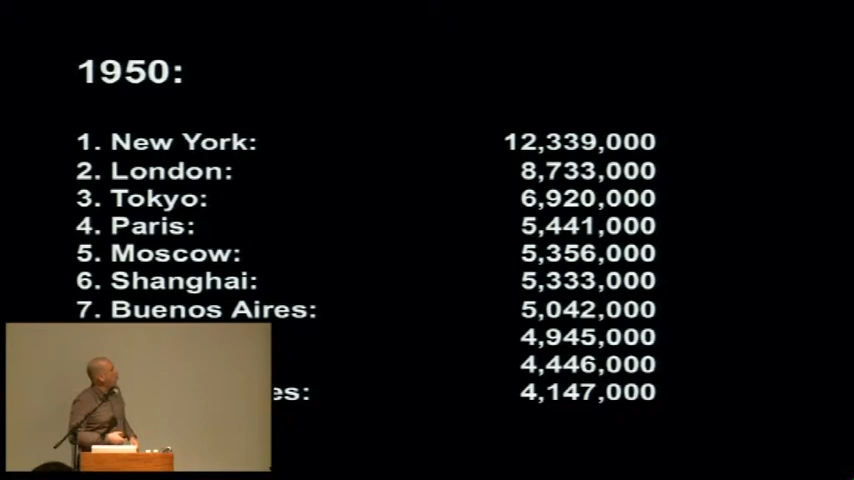 1950:
1. New York: 12,339,000
2. London: 8,733,000
3. Tokyo: 6,920,000
4. Paris: 5,441,000
5. Moscow: 5,356,000
6. Shanghai: 5,333,000
7. Buenos Aires: 5,042,000
4,945,000
4,446,000
es: 4,147,000